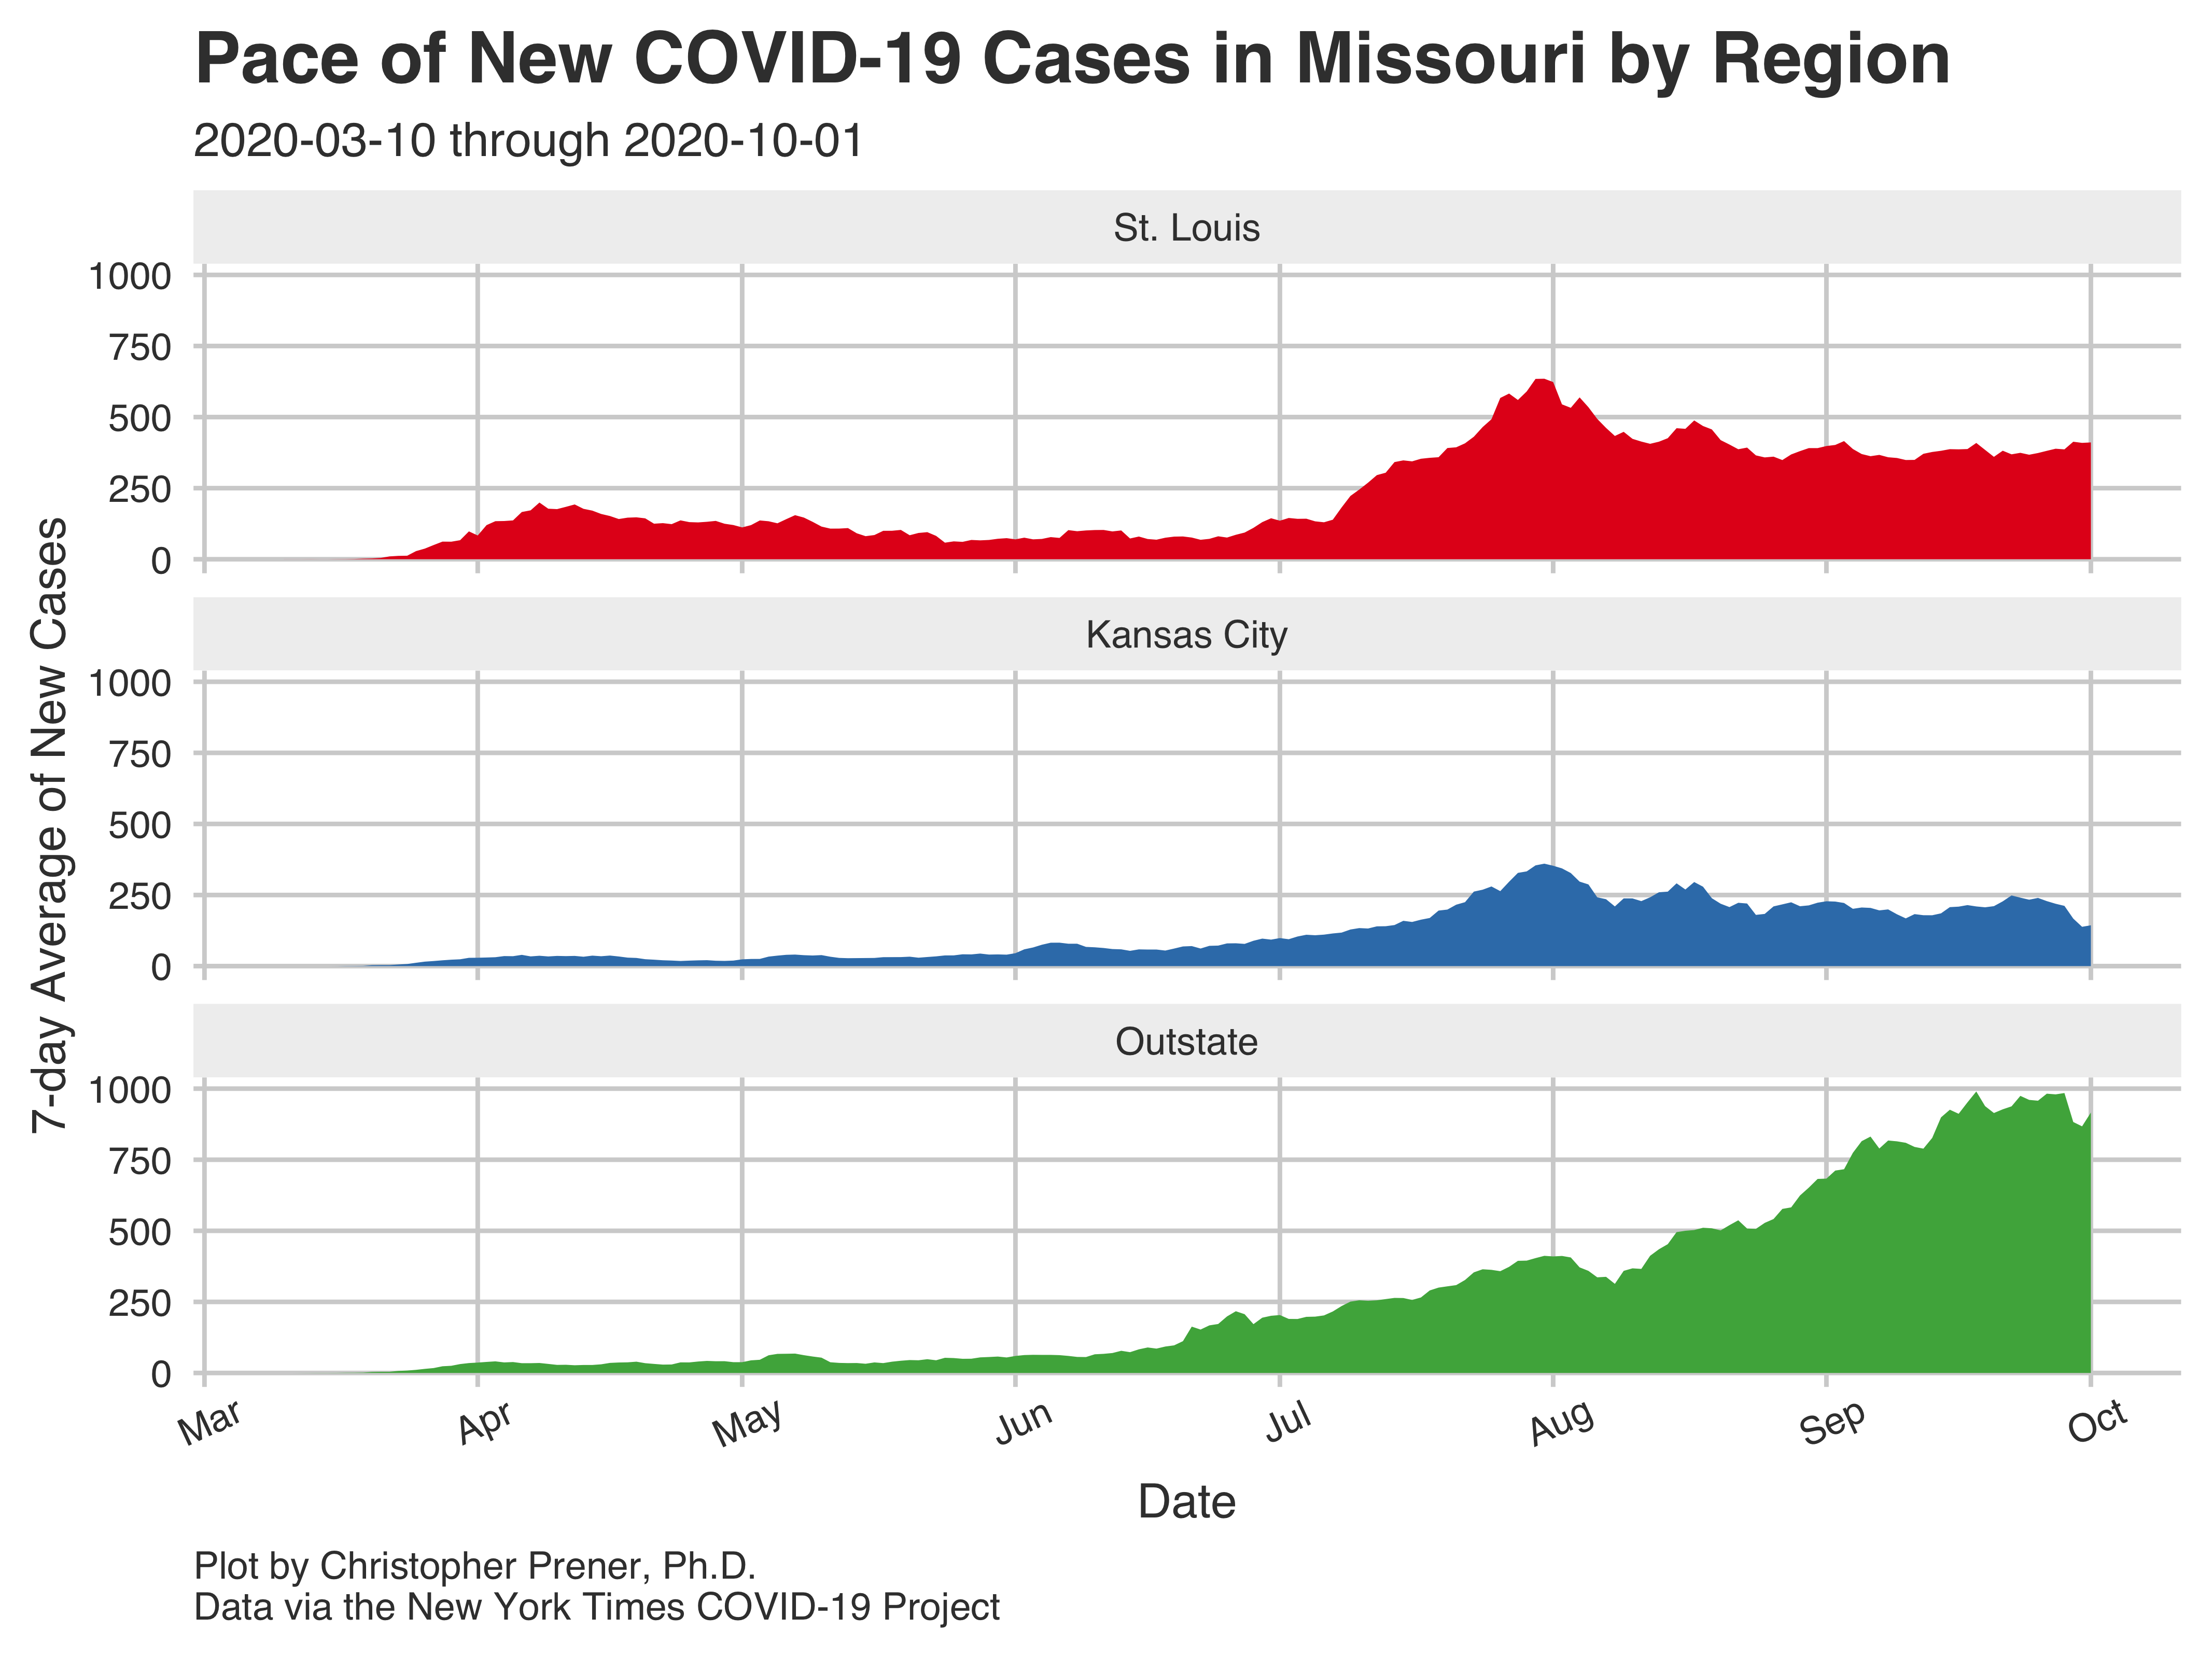 Pace of New COVID-19 Cases in Missouri by Region
2020-03-10 through 2020-10-01
7-day Average of New Cases
St. Louis
1000
750
500
250
0
Kansas City
1000
750
500
250
0
Outstate
1000
750
500
250
0
Mar Apr May Jun Jul Aug Sep Oct
Date
Plot by Christopher Prener, Ph.D.
Data via the New York Times COVID-19 Project